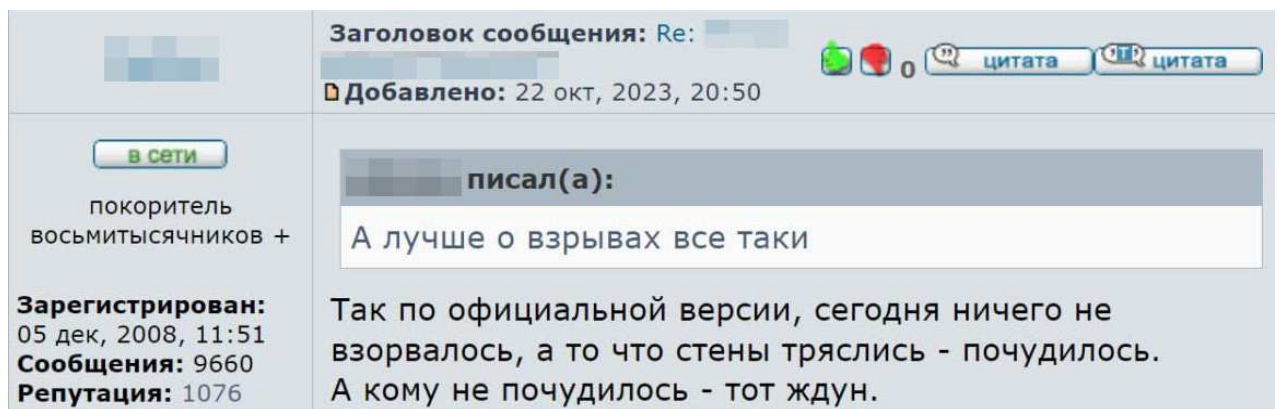 Заголовок сообщения: Re:
Добавлено: 22 окт, 2023, 20:50
0
цитата
"T" цитата
в сети
покоритель
восьмитысячников +
Зарегистрирован:
05 дек, 2008, 11:51
Сообщения: 9660
Репутация: 1076
писал(а):
А лучше о взрывах все таки
Так по официальной версии, сегодня ничего не
взорвалось, а то что стены тряслись - почудилось.
А кому не почудилось - тот ждун.